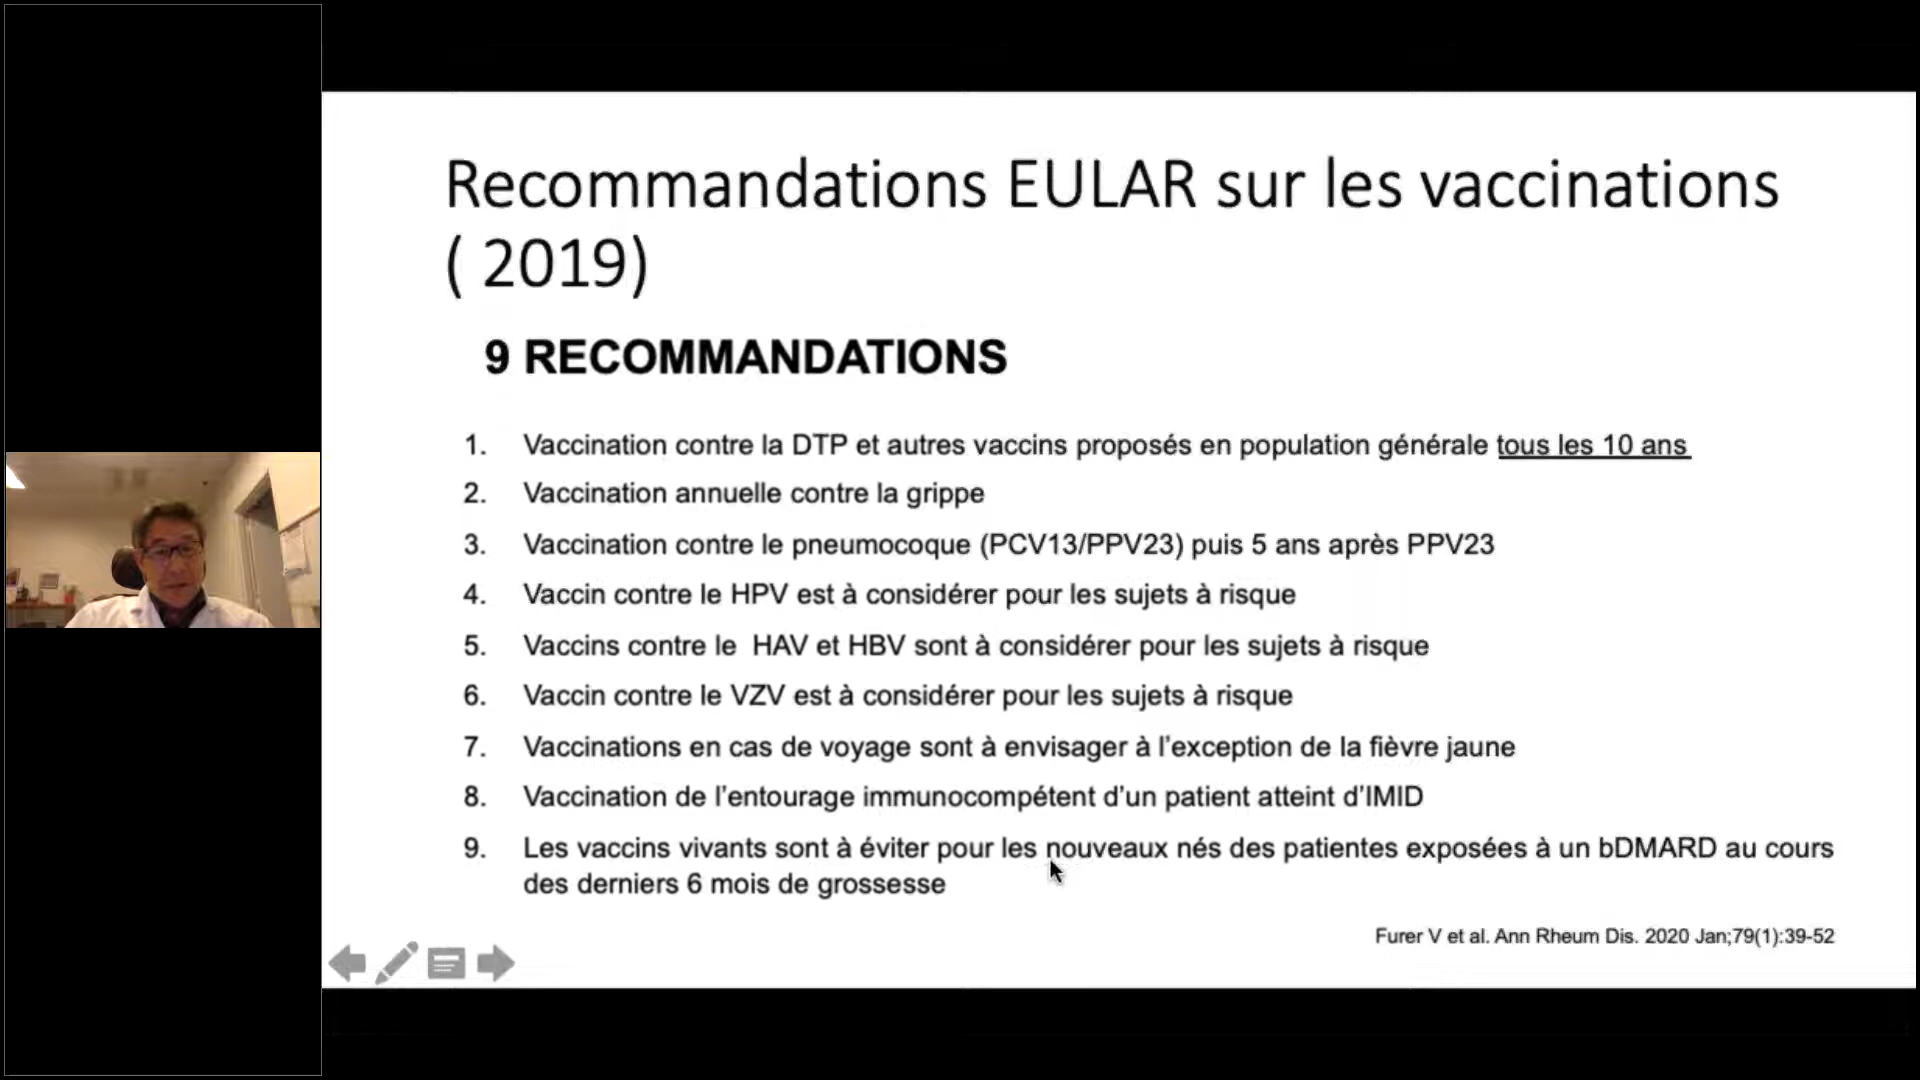 Recommandations EULAR sur les vaccinations
( 2019)
9 RECOMMANDATIONS
1. Vaccination contre la DTP et autres vaccins proposés en population générale tous les 10 ans
2. Vaccination annuelle contre la grippe
3. Vaccination contre le pneumocoque (PCV13/PPV23) puis 5 ans après PPV23
4. Vaccin contre le HPV est à considérer pour les sujets à risque
5. Vaccins contre le HAV et HBV sont à considérer pour les sujets à risque
6. Vaccin contre le VZV est à considérer pour les sujets à risque
7. Vaccinations en cas de voyage sont à envisager à l'exception de la fièvre jaune
8. Vaccination de l'entourage immunocompétent d'un patient atteint d'IMID
9. Les vaccins vivants sont à éviter pour les nouveaux nés des patientes exposées à un bDMARD au cours
des derniers 6 mois de grossesse
Furer V et al. Ann Rheum Dis. 2020 Jan;79(1):39-52